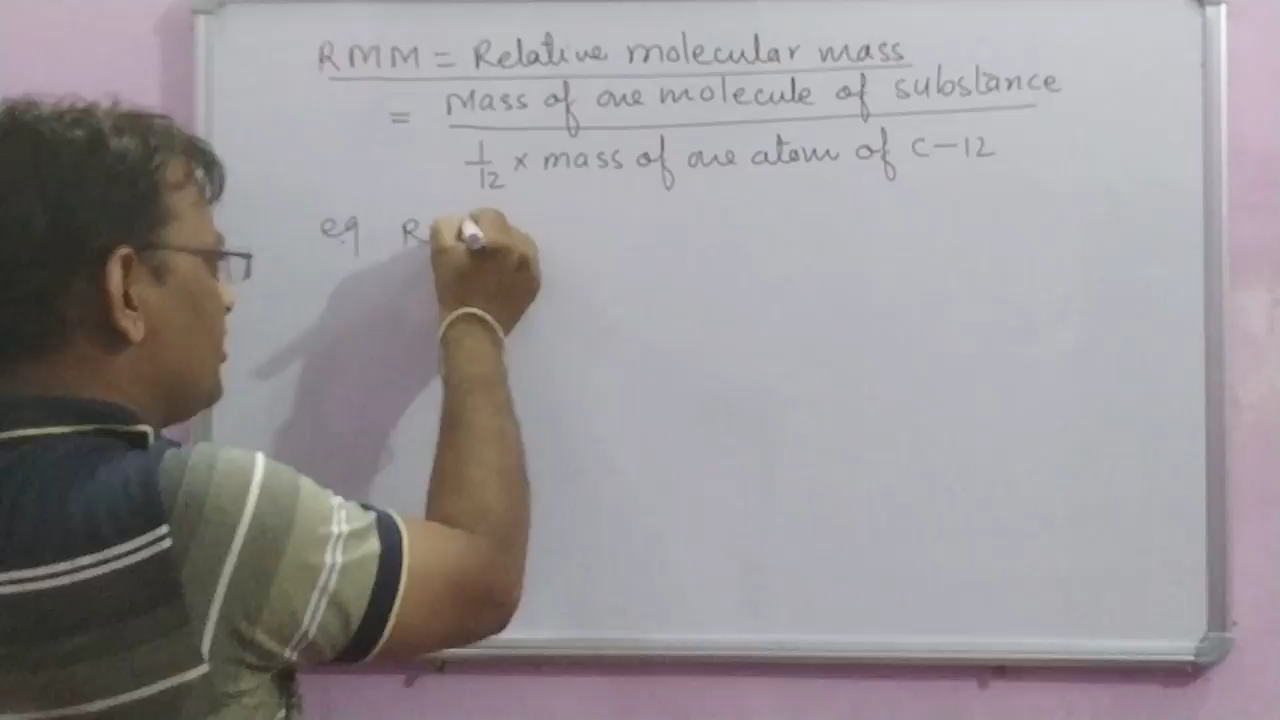 RMM = Relative molecular mass
= Mass of one molecule of substance
1/12 × mass of one atom of C-12
eg R